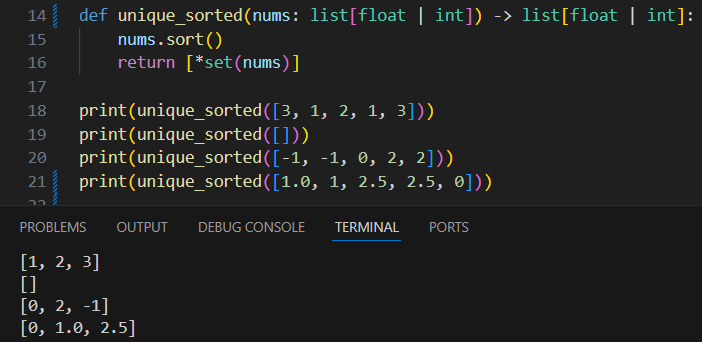 14 def unique_sorted(nums: list[float | int]) -> list[float | int]:
15     nums.sort()
16     return [*set(nums)]
17
18 print(unique_sorted([3, 1, 2, 1, 3]))
19 print(unique_sorted([]))
20 print(unique_sorted([-1, -1, 0, 2, 2]))
21 print(unique_sorted([1.0, 1, 2.5, 2.5, 0]))
22
PROBLEMS OUTPUT DEBUG CONSOLE TERMINAL PORTS
[1, 2, 3]
[]
[0, 2, -1]
[0, 1.0, 2.5]